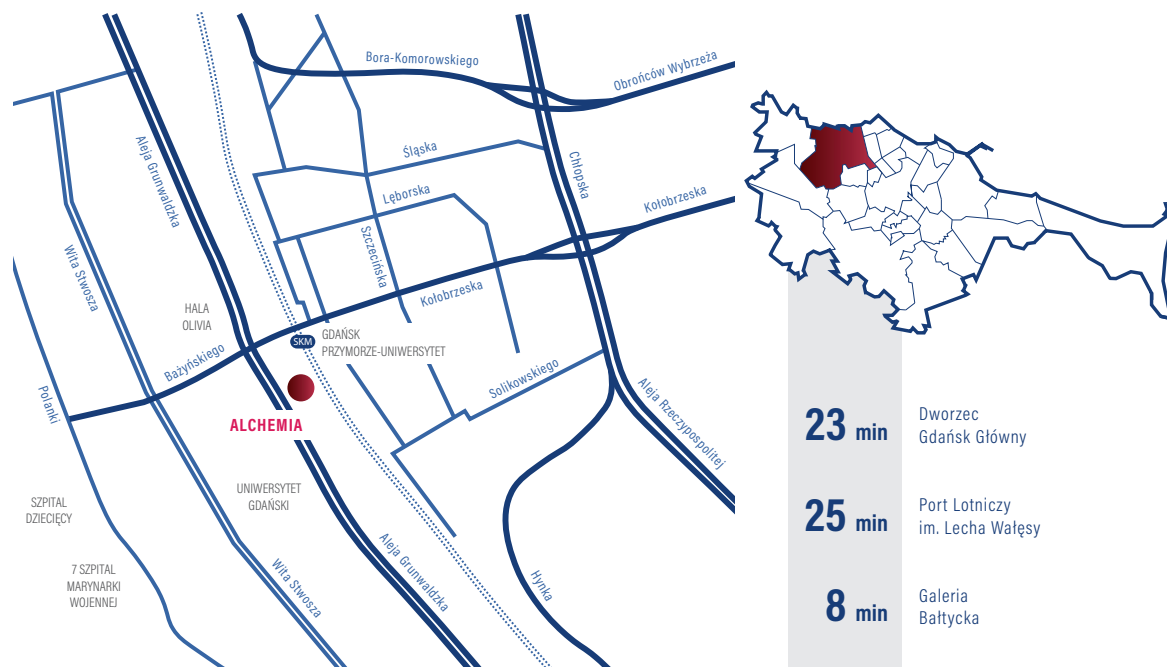 Bora-Komorowskiego
Obrońców Wybrzeża
Aleja Grunwaldzka
Śląska
Chłopska
Lęborska
Kołobrzeska
Szczecińska
Wita Stwosza
Kołobrzeska
HALA
OLIVIA
SKM
GDAŃSK
PRZYMORZE-UNIWERSYTET
Bażyńskiego
Solikowskiego
Polanki
Aleja Rzeczypospolitej
ALCHEMIA
UNIWERSYTET
GDAŃSKI
SZPITAL
DZIECIĘCY
Aleja Grunwaldzka
Wita Stwosza
Hynka
7 SZPITAL
MARYNARKI
WOJENNEJ
23 min
Dworzec
Gdańsk Główny
25 min
Port Lotniczy
im. Lecha Wałęsy
8 min
Galeria
Bałtycka